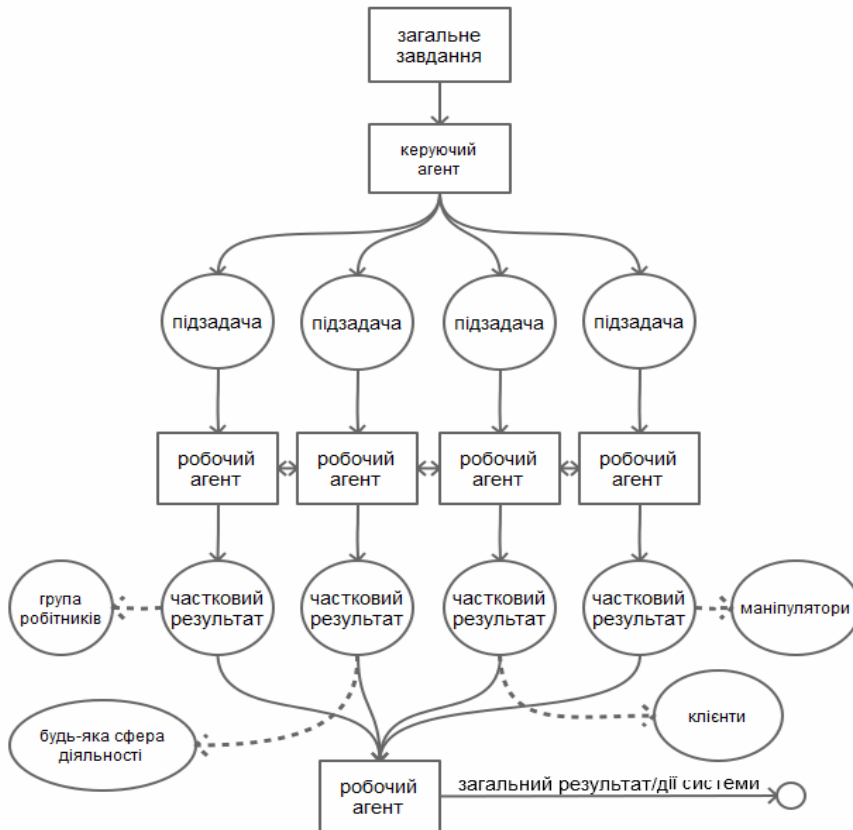 загальне
завдання
керуючий
агент
підзадача
підзадача
підзадача
підзадача
робочий
агент
робочий
агент
робочий
агент
робочий
агент
група
робітників
частковий
результат
частковий
результат
частковий
результат
частковий
результат
маніпулятори
будь-яка сфера
діяльності
клієнти
робочий
агент
загальний результат/дії системи